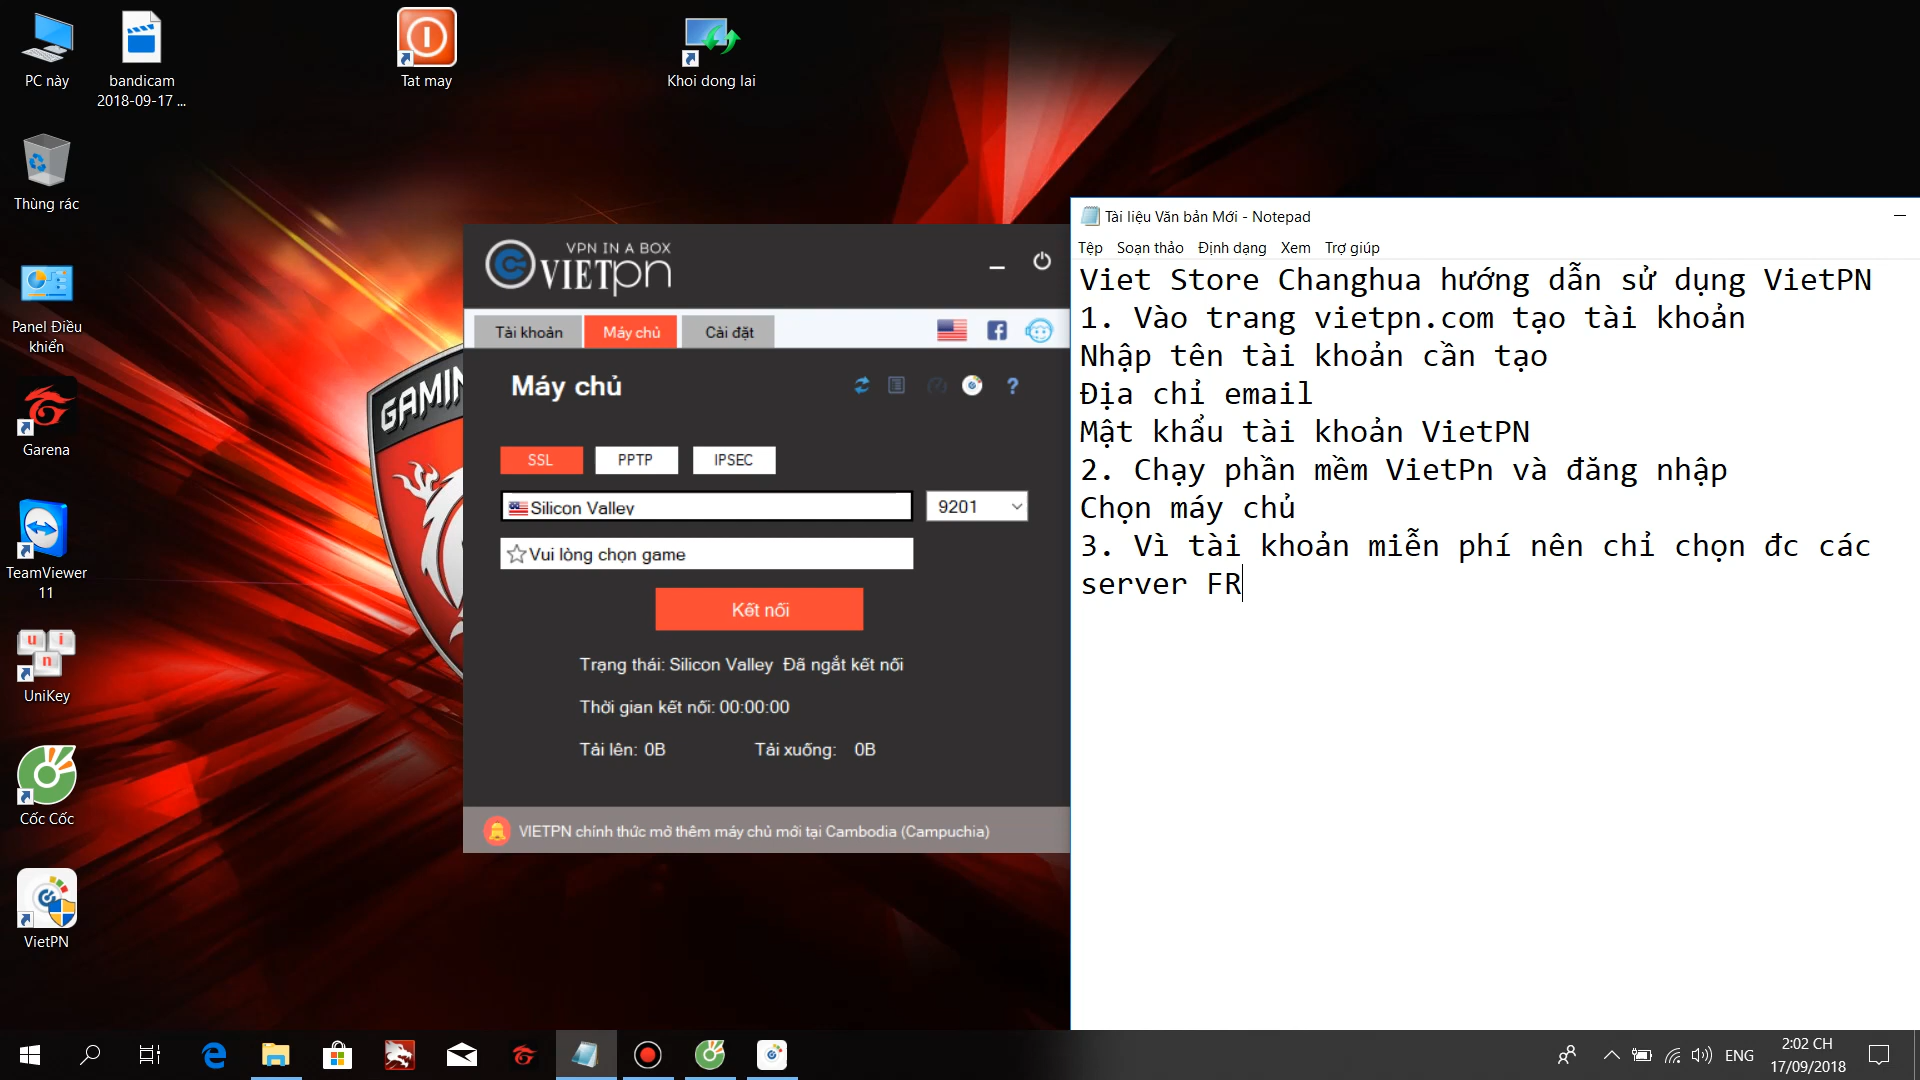 PC này
bandicam
2018-09-17 ...
Tat may
Khoi dong lai
Thùng rác
Panel Điều
khiển
Garena
TeamViewer
11
UniKey
u i
n
Cốc Cốc
VietPN
GAMIN
VPN IN A BOX
VIETpn
Tài khoản
Máy chủ
Cài đặt
Máy chủ
?
SSL
PPTP
IPSEC
Silicon Valley
9201
Vui lòng chọn game
Kết nối
Trạng thái: Silicon Valley Đã ngắt kết nối
Thời gian kết nối: 00:00:00
Tải lên: 0B
Tải xuống: 0B
VIETPN chính thức mở thêm máy chủ mới tại Cambodia (Campuchia)
Tài liệu Văn bản Mới - Notepad
Tệp Soạn thảo Định dạng Xem Trợ giúp
Viet Store Changhua hướng dẫn sử dụng VietPN
1. Vào trang vietpn.com tạo tài khoản
Nhập tên tài khoản cần tạo
Địa chỉ email
Mật khẩu tài khoản VietPN
2. Chạy phần mềm VietPn và đăng nhập
Chọn máy chủ
3. Vì tài khoản miễn phí nên chỉ chọn đc các
server FR
ENG
2:02 CH
17/09/2018